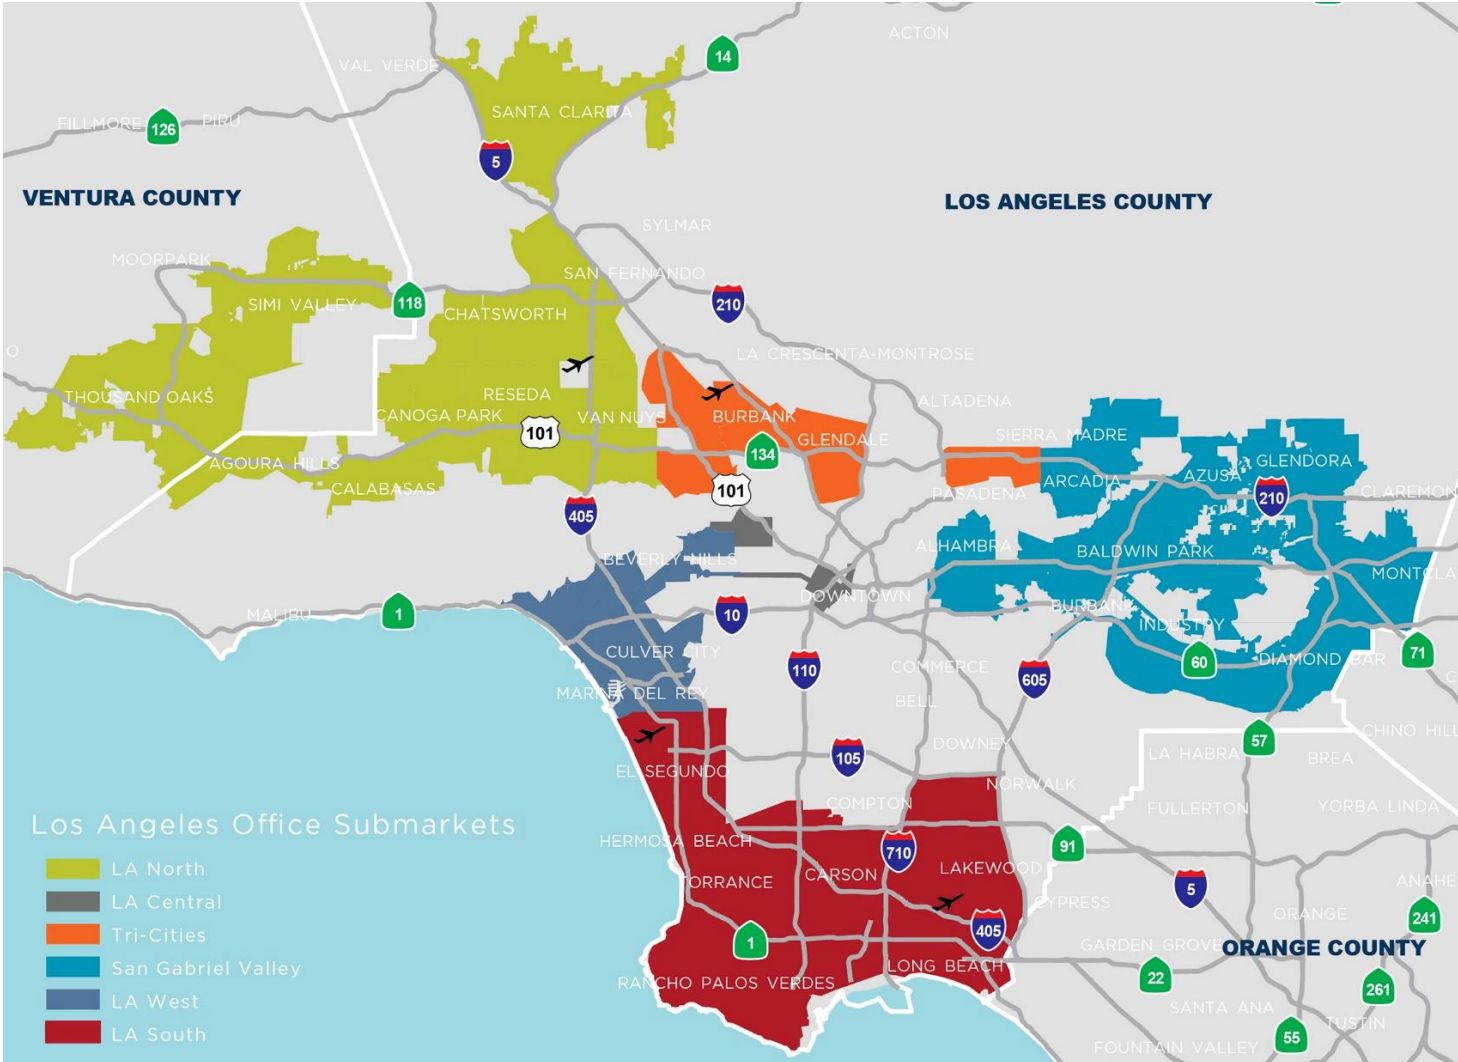 ACTON
14
VAL VERDE
SANTA CLARITA
FILLMORE
126
PIRU
5
VENTURA COUNTY
LOS ANGELES COUNTY
SYLMAR
MOORPARK
SAN FERNANDO
118
SIMI VALLEY
210
CHATSWORTH
LA CRESCENTA-MONTROSE
O
THOUSAND OAKS
RESEDA
CANOGA PARK
VAN NUYS
BURBANK
ALTADENA
101
134
GLENDALE
SIERRA MADRE
AGOURA HILLS
GLENDORA
CALABASAS
101
PASADENA
ARCADIA
AZUSA
210
CLAREMON
405
BEVERLY HILLS
ALHAMBRA
BALDWIN PARK
MONTCLA
DOWNTOWN
MALIBU
1
10
BURBANK
INDUSTRY
CULVER CITY
110
COMMERCE
605
60
DIAMOND BAR
71
C
MARINA DEL REY
BELL
57
CHINO HILL
105
DOWNEY
LA HABRA
BREA
EL SEGUNDO
NORWALK
COMPTON
FULLERTON
YORBA LINDA
Los Angeles Office Submarkets
HERMOSA BEACH
710
91
LA North
TORRANCE
CARSON
LAKEWOOD
5
ANAHE
LA Central
CYPRESS
ORANGE
241
Tri-Cities
1
405
GARDEN GROVE
ORANGE COUNTY
San Gabriel Valley
RANCHO PALOS VERDES
LONG BEACH
22
261
LA West
SANTA ANA
TUSTIN
LA South
55
FOUNTAIN VALLEY